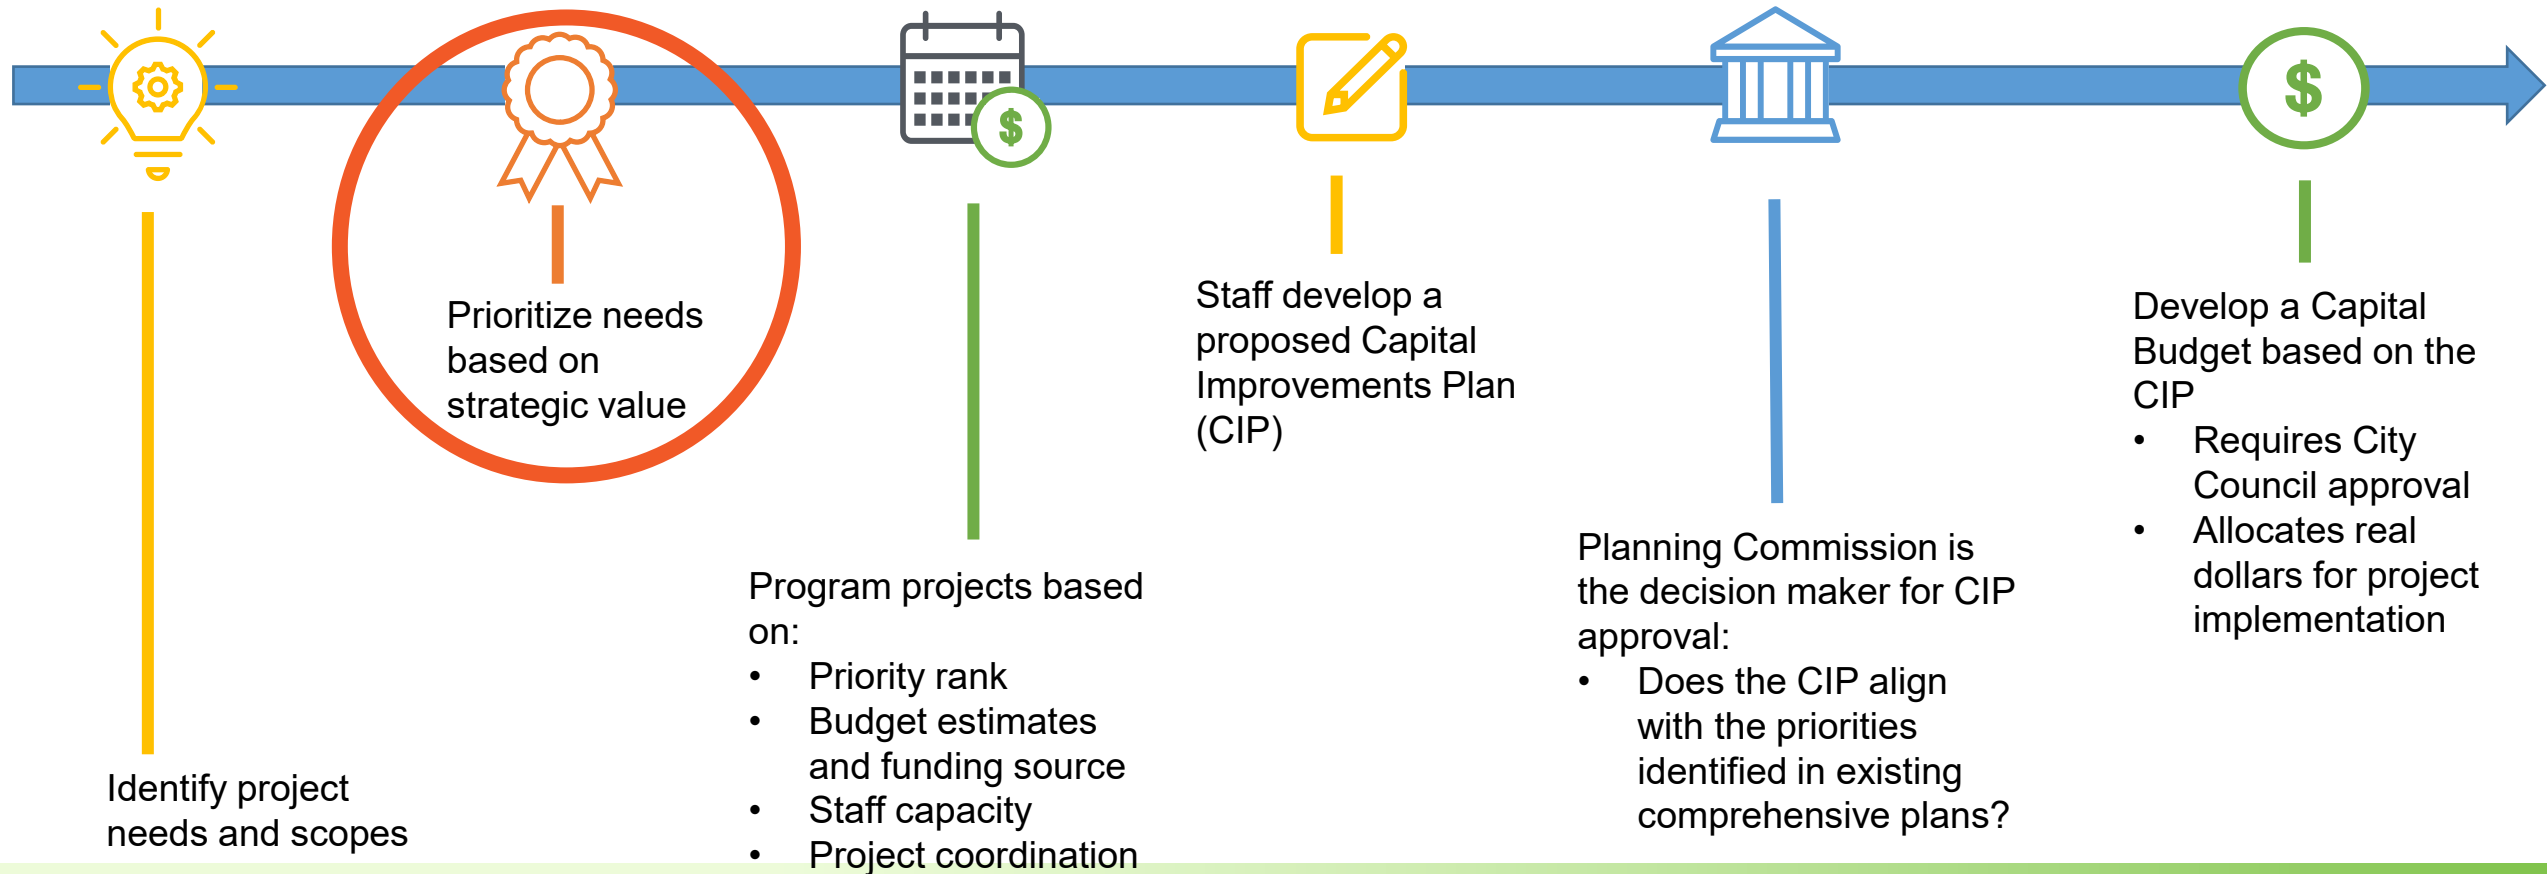 Identify project
needs and scopes
Prioritize needs
based on
strategic value
$
Program projects based
on:
• Priority rank
• Budget estimates
and funding source
• Staff capacity
• Project coordination
Staff develop a
proposed Capital
Improvements Plan
(CIP)
Planning Commission is
the decision maker for CIP
approval:
• Does the CIP align
with the priorities
identified in existing
comprehensive plans?
$
Develop a Capital
Budget based on the
CIP
• Requires City
Council approval
• Allocates real
dollars for project
implementation